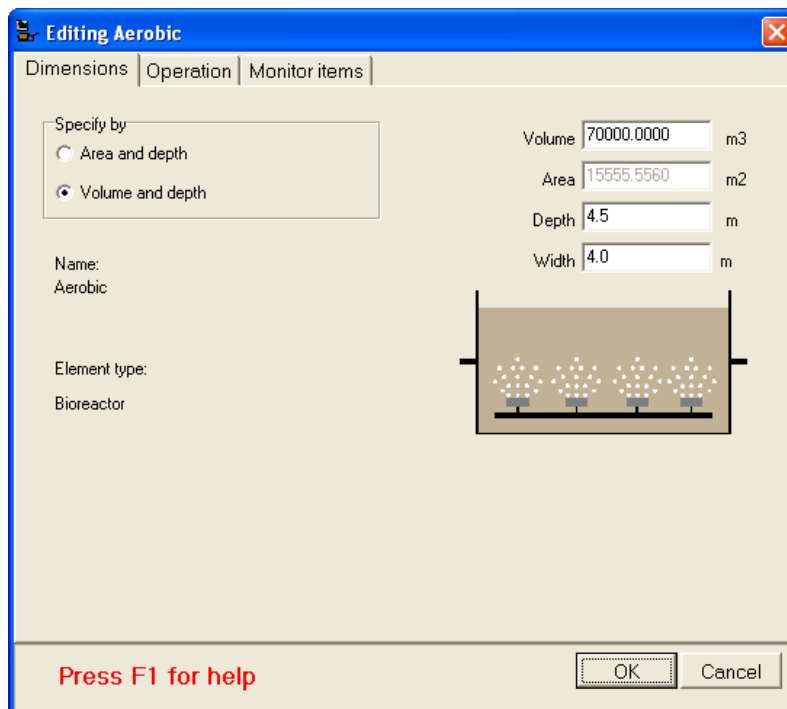 Editing Aerobic
Dimensions Operation Monitor items
Specify by
Area and depth
Volume and depth
Volume 70000.0000 m3
Area 15555.5560 m2
Depth 4.5 m
Width 4.0 m
Name:
Aerobic
Element type:
Bioreactor
Press F1 for help
OK Cancel